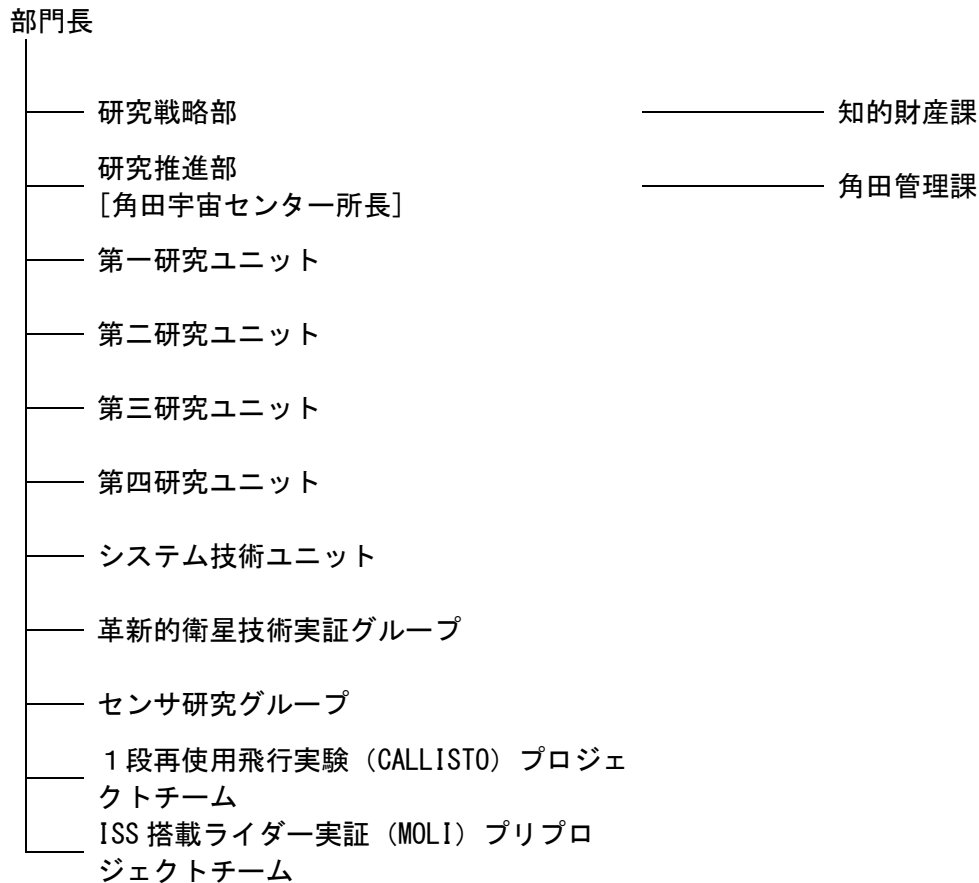 部門長
研究戦略部 知的財産課
研究推進部
[角田宇宙センター所長] 角田管理課
第一研究ユニット
第二研究ユニット
第三研究ユニット
第四研究ユニット
システム技術ユニット
革新的衛星技術実証グループ
センサ研究グループ
１段再使用飛行実験（CALLISTO）プロジェ
クトチーム
ISS 搭載ライダー実証（MOLI）プリプロ
ジェクトチーム